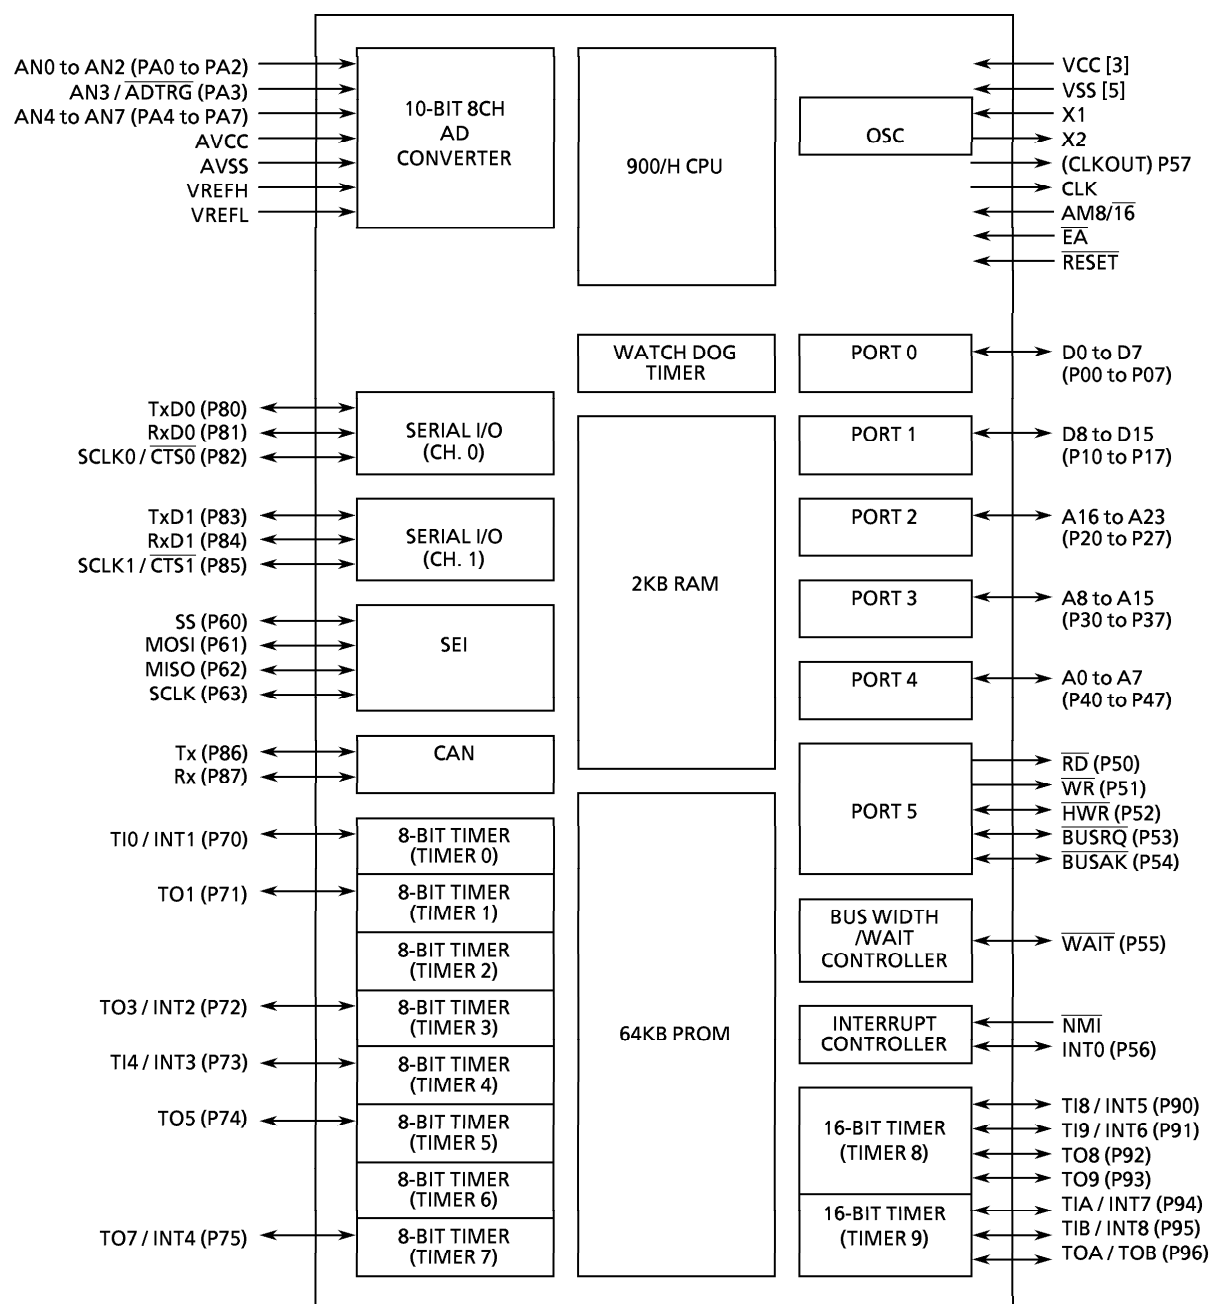 AN0 to AN2 (PA0 to PA2)
AN3 / ADTRG (PA3)
AN4 to AN7 (PA4 to PA7)
AVCC
AVSS
VREFH
VREFL
10-BIT 8CH
AD
CONVERTER
900/H CPU
OSC
VCC [3]
VSS [5]
X1
X2
(CLKOUT) P57
CLK
AM8/16
EA
RESET
WATCH DOG
TIMER
PORT 0
D0 to D7
(P00 to P07)
TxD0 (P80)
RxD0 (P81)
SCLK0 / CTS0 (P82)
SERIAL I/O
(CH. 0)
PORT 1
D8 to D15
(P10 to P17)
TxD1 (P83)
RxD1 (P84)
SCLK1 / CTS1 (P85)
SERIAL I/O
(CH. 1)
2KB RAM
PORT 2
A16 to A23
(P20 to P27)
PORT 3
A8 to A15
(P30 to P37)
SS (P60)
MOSI (P61)
MISO (P62)
SCLK (P63)
SEI
PORT 4
A0 to A7
(P40 to P47)
Tx (P86)
Rx (P87)
CAN
PORT 5
RD (P50)
WR (P51)
HWR (P52)
BUSRQ (P53)
BUSAK (P54)
TI0 / INT1 (P70)
8-BIT TIMER
(TIMER 0)
TO1 (P71)
8-BIT TIMER
(TIMER 1)
8-BIT TIMER
(TIMER 2)
TO3 / INT2 (P72)
8-BIT TIMER
(TIMER 3)
TI4 / INT3 (P73)
8-BIT TIMER
(TIMER 4)
TO5 (P74)
8-BIT TIMER
(TIMER 5)
8-BIT TIMER
(TIMER 6)
TO7 / INT4 (P75)
8-BIT TIMER
(TIMER 7)
64KB PROM
BUS WIDTH
/WAIT
CONTROLLER
WAIT (P55)
INTERRUPT
CONTROLLER
NMI
INT0 (P56)
16-BIT TIMER
(TIMER 8)
TI8 / INT5 (P90)
TI9 / INT6 (P91)
TO8 (P92)
TO9 (P93)
16-BIT TIMER
(TIMER 9)
TIA / INT7 (P94)
TIB / INT8 (P95)
TOA / TOB (P96)